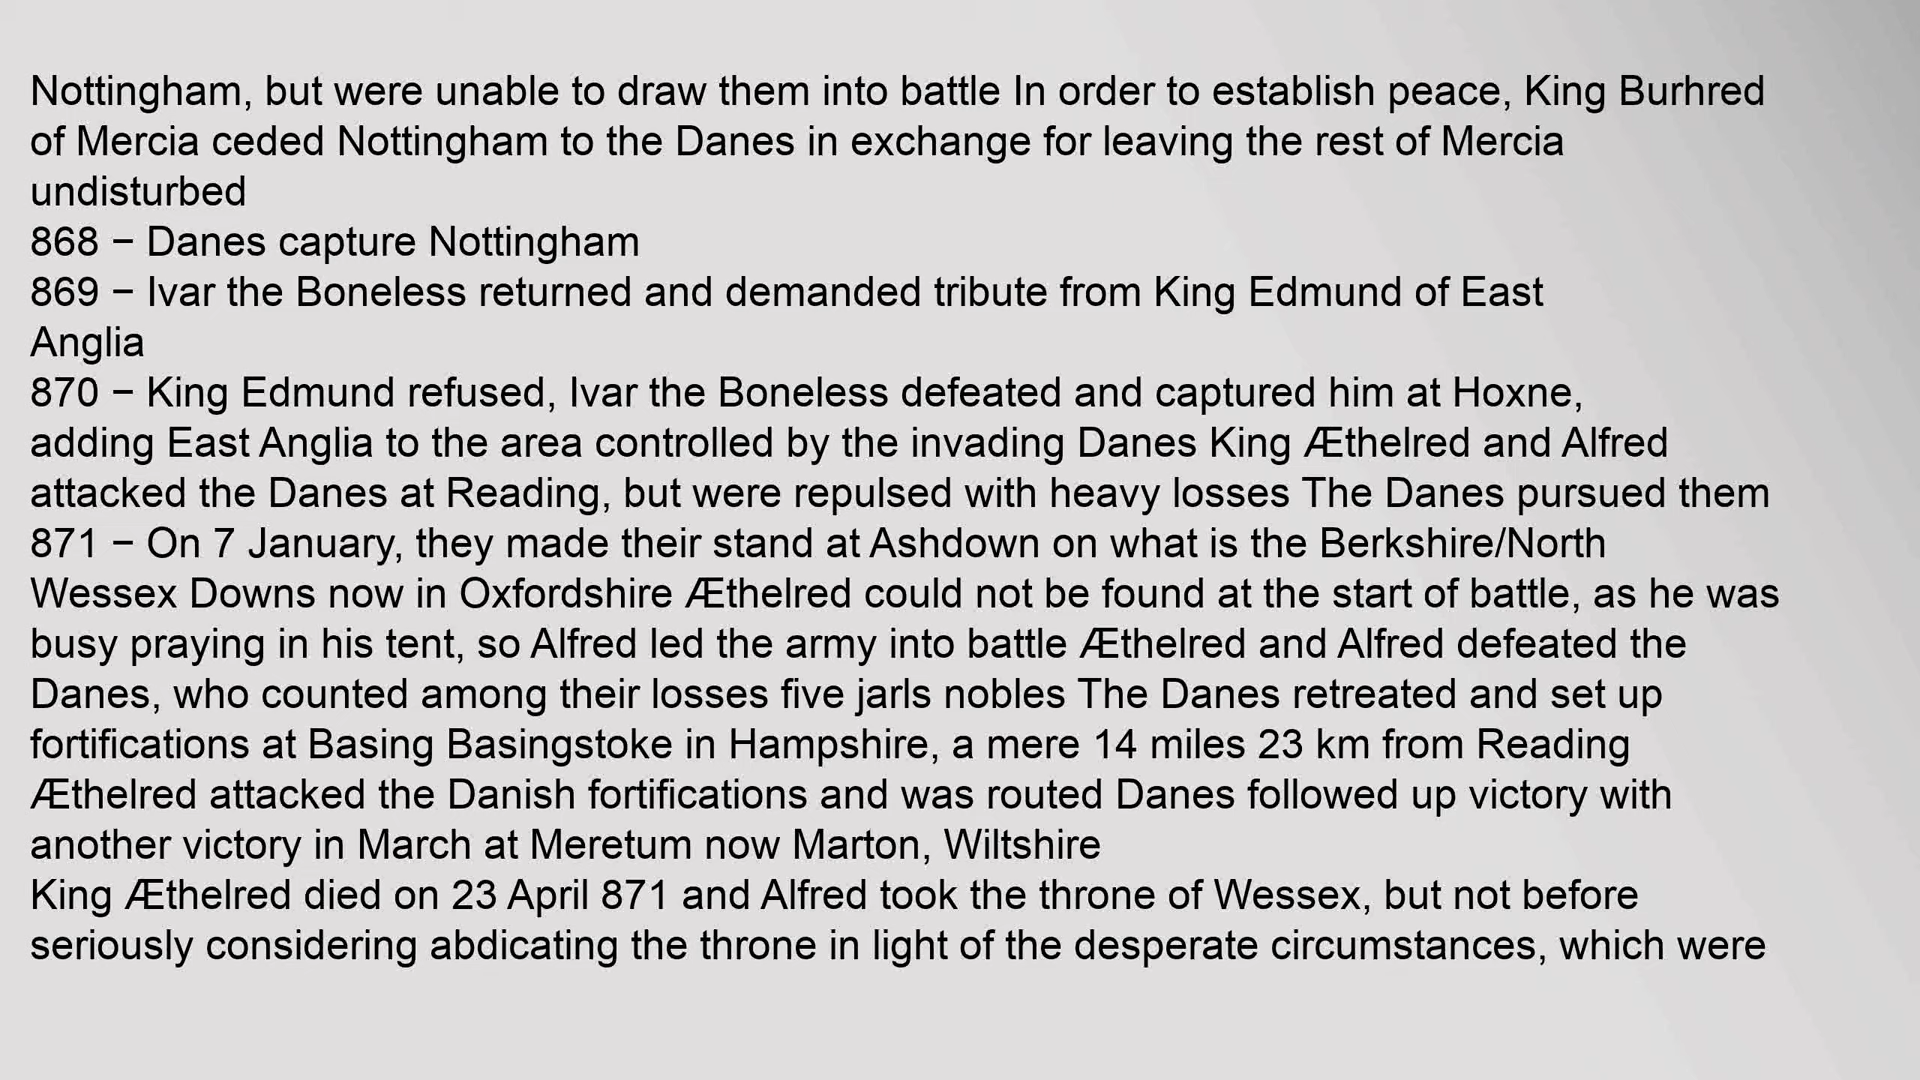 Nottingham, but were unable to draw them into battle In order to establish peace, King Burhred
of Mercia ceded Nottingham to the Danes in exchange for leaving the rest of Mercia
undisturbed
868 − Danes capture Nottingham
869 − Ivar the Boneless returned and demanded tribute from King Edmund of East
Anglia
870 − King Edmund refused, Ivar the Boneless defeated and captured him at Hoxne,
adding East Anglia to the area controlled by the invading Danes King Æthelred and Alfred
attacked the Danes at Reading, but were repulsed with heavy losses The Danes pursued them
871 − On 7 January, they made their stand at Ashdown on what is the Berkshire/North
Wessex Downs now in Oxfordshire Æthelred could not be found at the start of battle, as he was
busy praying in his tent, so Alfred led the army into battle Æthelred and Alfred defeated the
Danes, who counted among their losses five jarls nobles The Danes retreated and set up
fortifications at Basing Basingstoke in Hampshire, a mere 14 miles 23 km from Reading
Æthelred attacked the Danish fortifications and was routed Danes followed up victory with
another victory in March at Meretum now Marton, Wiltshire
King Æthelred died on 23 April 871 and Alfred took the throne of Wessex, but not before
seriously considering abdicating the throne in light of the desperate circumstances, which were